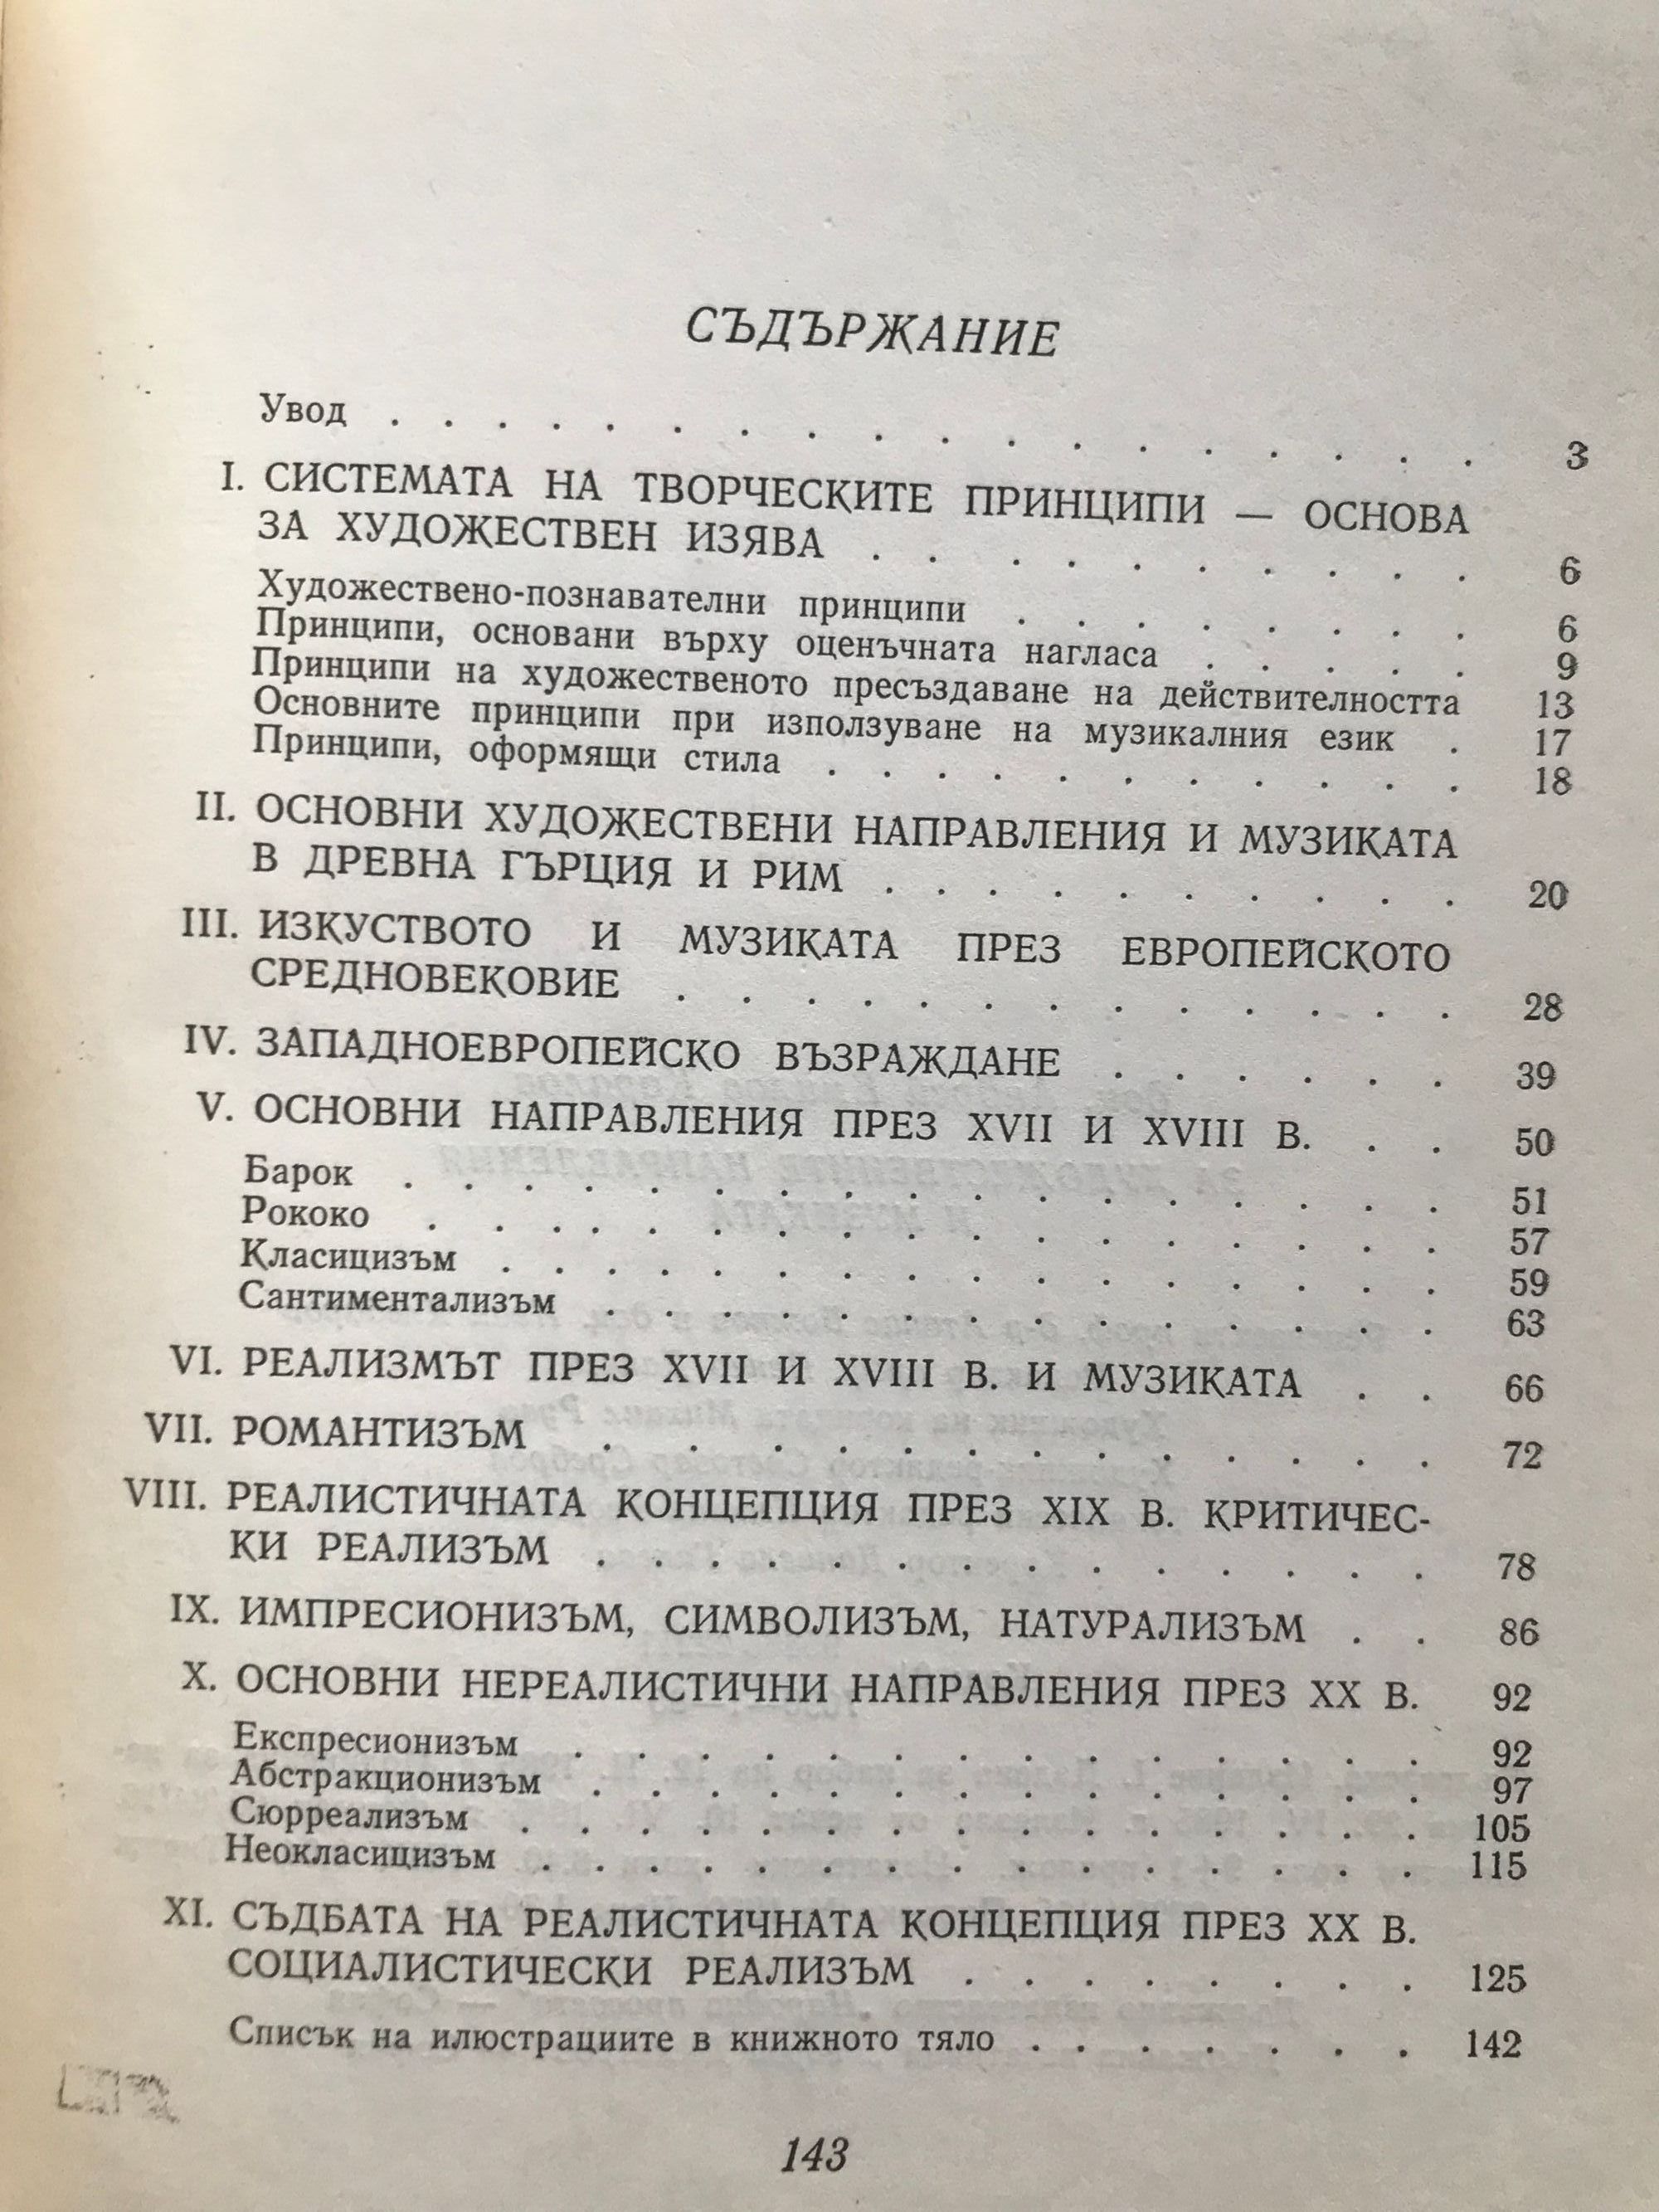 СЪДЪРЖАНИЕ
Увод . . . . . . . . . . . . . . . . . . 3
I. СИСТЕМАТА НА ТВОРЧЕСКИТЕ ПРИНЦИПИ — ОСНОВА
ЗА ХУДОЖЕСТВЕН ИЗЯВА . . . . . . . . . . 6
Художествено-познавателни принципи . . . . . . . . 6
Принципи, основани върху оценъчната нагласа . . . . . 9
Принципи на художественото пресъздаване на действителността 13
Основните принципи при използуване на музикалния език . 17
Принципи, оформящи стила . . . . . . . . . . . 18
II. ОСНОВНИ ХУДОЖЕСТВЕНИ НАПРАВЛЕНИЯ И МУЗИКАТА
В ДРЕВНА ГЪРЦИЯ И РИМ . . . . . . . . . . 20
III. ИЗКУСТВОТО И МУЗИКАТА ПРЕЗ ЕВРОПЕЙСКОТО
СРЕДНОВЕКОВИЕ . . . . . . . . . . . . . 28
IV. ЗАПАДНОЕВРОПЕЙСКО ВЪЗРАЖДАНЕ . . . . . . 39
V. ОСНОВНИ НАПРАВЛЕНИЯ ПРЕЗ XVII И XVIII В. . . 50
Барок . . . . . . . . . . . . . . . . . 51
Рококо . . . . . . . . . . . . . . . . . 57
Класицизъм . . . . . . . . . . . . . . . . 59
Сантиментализъм . . . . . . . . . . . . . . 63
VI. РЕАЛИЗМЪТ ПРЕЗ XVII И XVIII В. И МУЗИКАТА . . 66
VII. РОМАНТИЗЪМ . . . . . . . . . . . . . . 72
VIII. РЕАЛИСТИЧНАТА КОНЦЕПЦИЯ ПРЕЗ XIX В. КРИТИЧЕС-
КИ РЕАЛИЗЪМ . . . . . . . . . . . . . . 78
IX. ИМПРЕСИОНИЗЪМ, СИМВОЛИЗЪМ, НАТУРАЛИЗЪМ . . 86
X. ОСНОВНИ НЕРЕАЛИСТИЧНИ НАПРАВЛЕНИЯ ПРЕЗ XX В. 92
Експресионизъм . . . . . . . . . . . . . . 92
Абстракционизъм . . . . . . . . . . . . . . 97
Сюрреализъм . . . . . . . . . . . . . . . 105
Неокласицизъм . . . . . . . . . . . . . . 115
XI. СЪДБАТА НА РЕАЛИСТИЧНАТА КОНЦЕПЦИЯ ПРЕЗ XX В.
СОЦИАЛИСТИЧЕСКИ РЕАЛИЗЪМ . . . . . . . . 125
Списък на илюстрациите в книжното тяло . . . . . . . 142
143